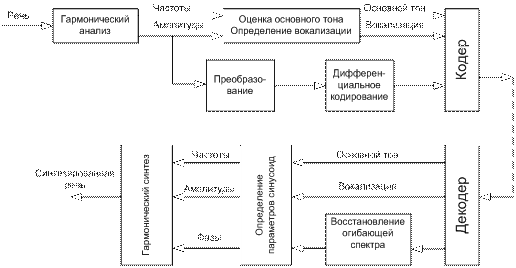 Речь
Гармонический
анализ
Частоты
Амплитуды
Оценка основного тона
Определение вокализации
Основной тон
Вокализация
Кодер
Преобразо-
вание
Дифферен-
циальное
кодирование
Синтезированная
речь
Гармонический синтез
Частоты
Амплитуды
Фазы
Определение
параметров синусоид
Основной тон
Вокализация
Восстановление
огибающей
спектра
Декодер